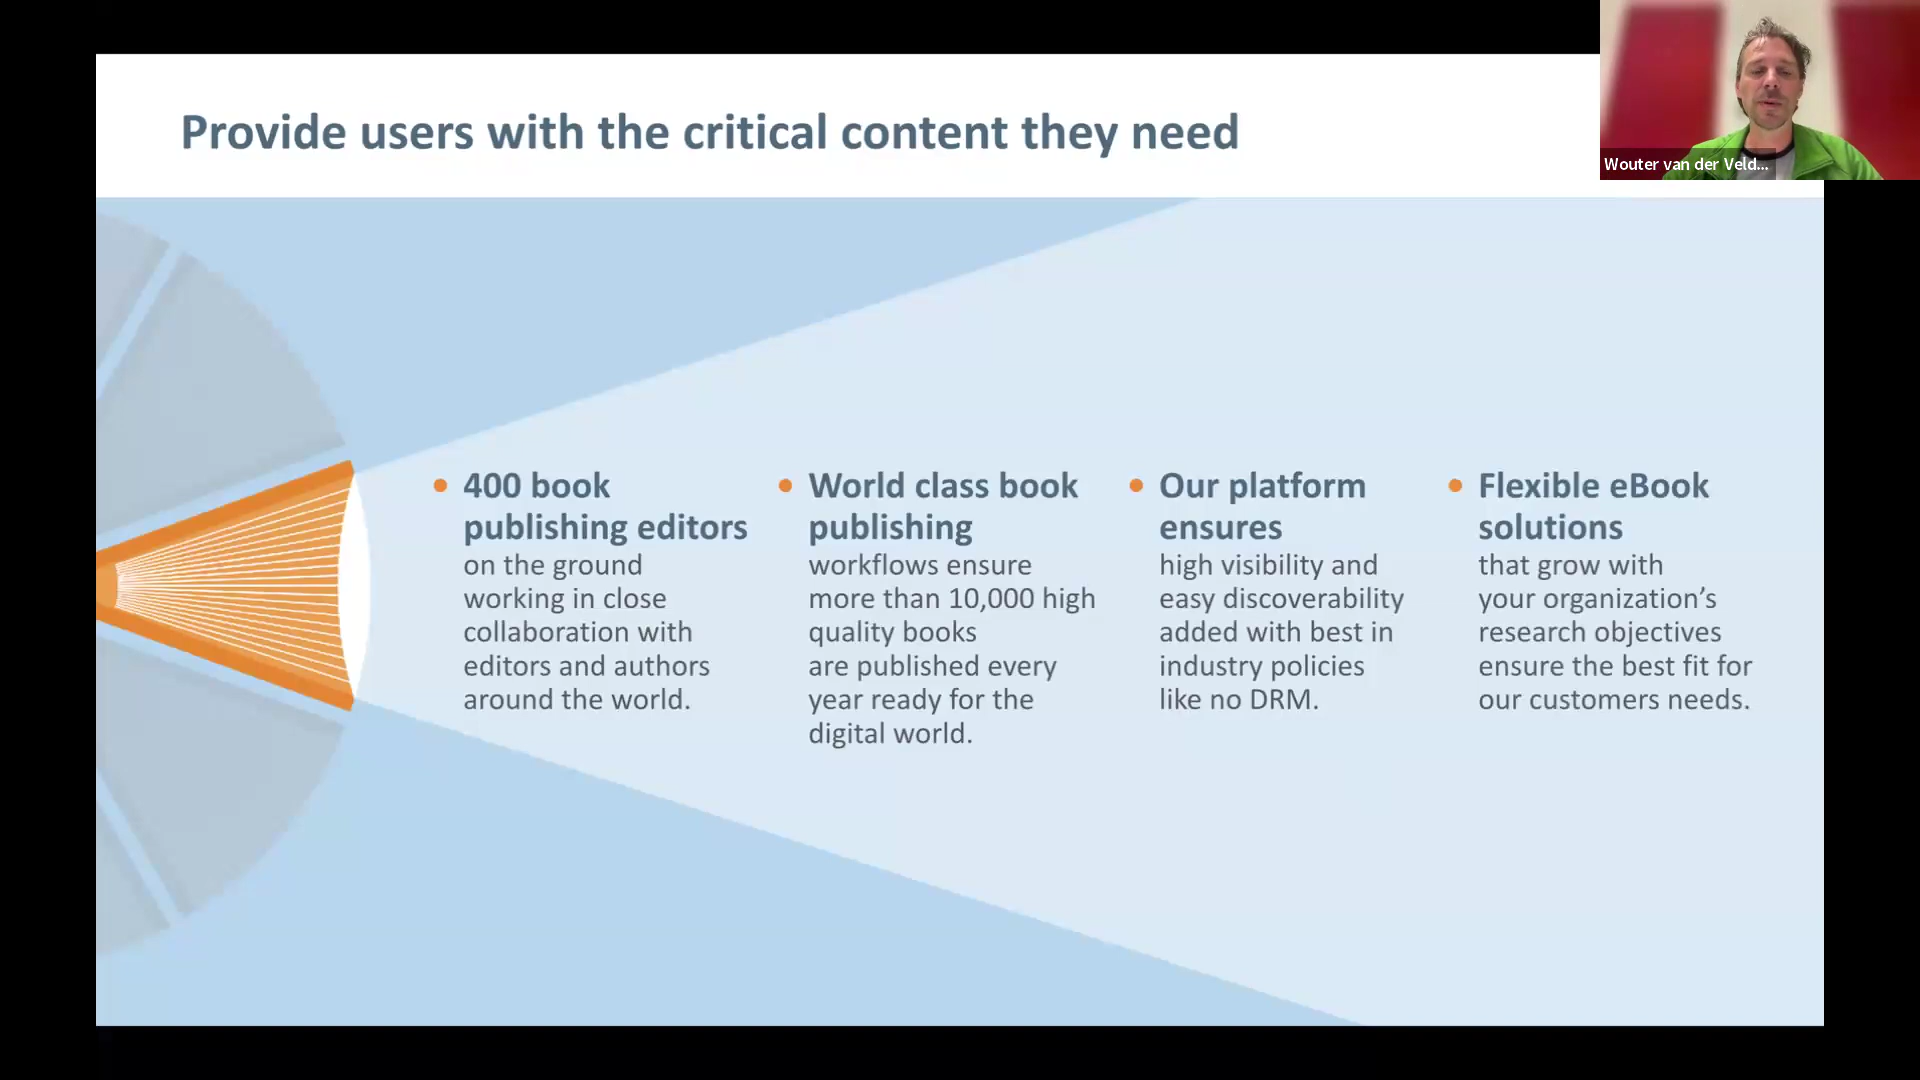 Provide users with the critical content they need
Wouter van der Veld...
• 400 book
publishing editors
on the ground
working in close
collaboration with
editors and authors
around the world.
• World class book
publishing
workflows ensure
more than 10,000 high
quality books
are published every
year ready for the
digital world.
• Our platform
ensures
high visibility and
easy discoverability
added with best in
industry policies
like no DRM.
• Flexible eBook
solutions
that grow with
your organization’s
research objectives
ensure the best fit for
our customers needs.